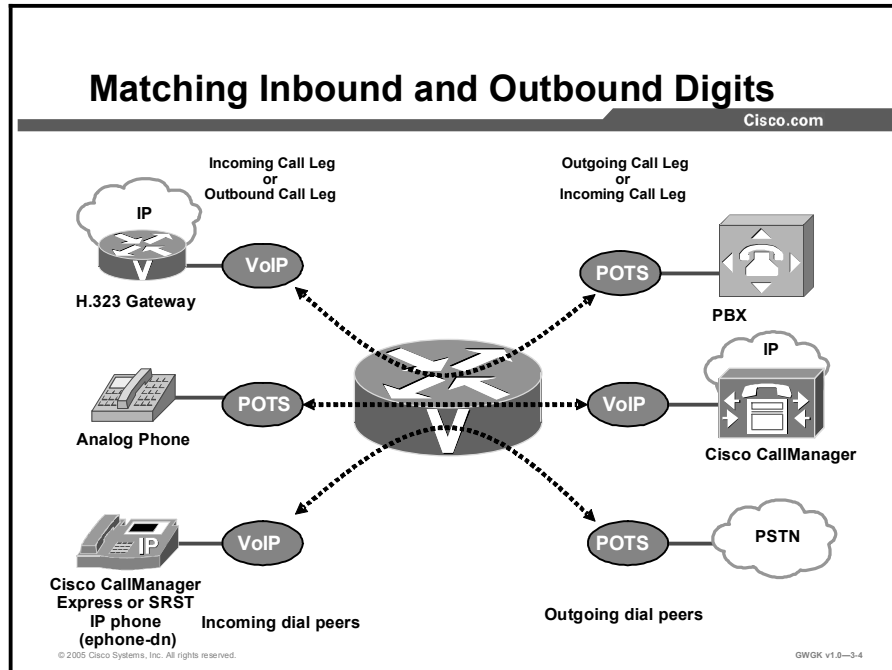 Matching Inbound and Outbound Digits
Cisco.com
Incoming Call Leg
or
Outbound Call Leg
Outgoing Call Leg
or
Incoming Call Leg
IP
V
H.323 Gateway
VoIP
POTS
PBX
Analog Phone
POTS
V
VoIP
IP
Cisco CallManager
IP
Cisco CallManager
Express or SRST
IP phone
(ephone-dn)
VoIP
POTS
PSTN
Incoming dial peers
Outgoing dial peers
© 2005 Cisco Systems, Inc. All rights reserved.
GWGK v1.0—3-4